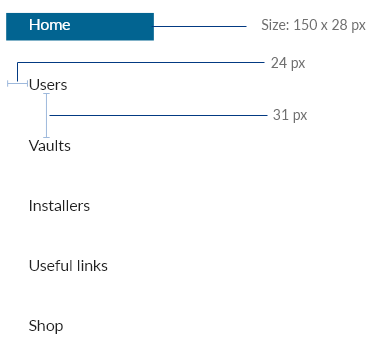 Home
Size: 150 x 28 px
24 px
Users
31 px
Vaults
Installers
Useful links
Shop